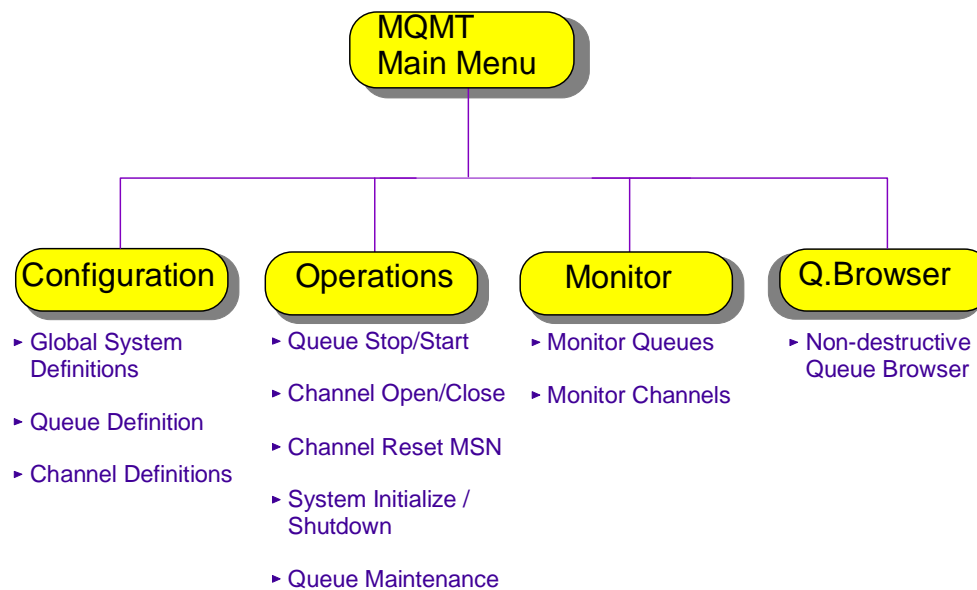 MQMT
Main Menu
Configuration
Global System
Definitions
Queue Definition
Channel Definitions
Operations
Queue Stop/Start
Channel Open/Close
Channel Reset MSN
System Initialize /
Shutdown
Queue Maintenance
Monitor
Monitor Queues
Monitor Channels
Q.Browser
Non-destructive
Queue Browser